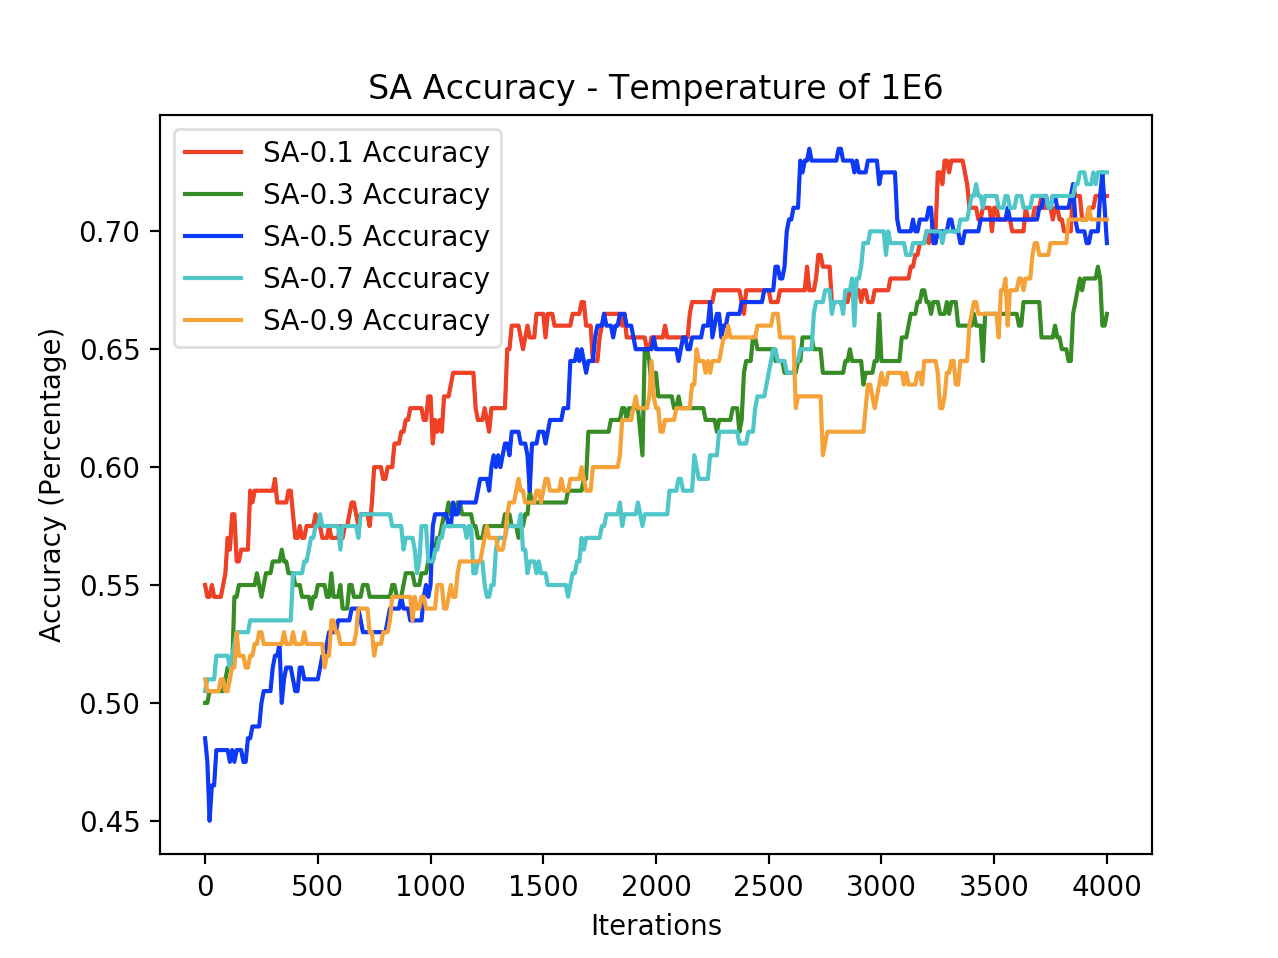 SA Accuracy - Temperature of 1E6
SA-0.1 Accuracy
SA-0.3 Accuracy
SA-0.5 Accuracy
SA-0.7 Accuracy
SA-0.9 Accuracy
Accuracy (Percentage)
0.70
0.65
0.60
0.55
0.50
0.45
0 500 1000 1500 2000 2500 3000 3500 4000
Iterations